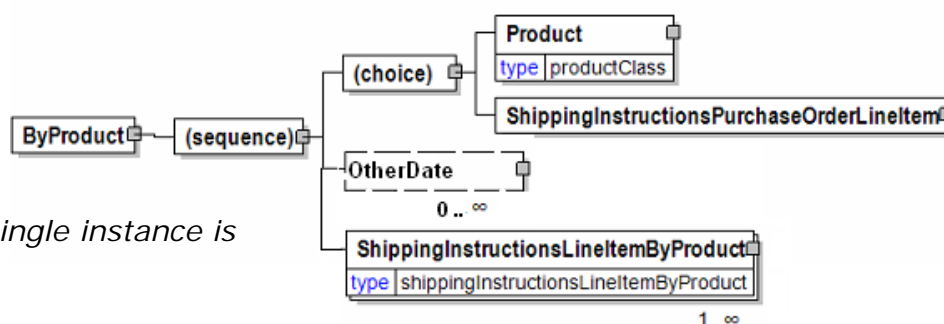 Product
type productClass
(choice)
ShippingInstructionsPurchaseOrderLineItem
ByProduct
(sequence)
OtherDate
0 .. ∞
ingle instance is
ShippingInstructionsLineItemByProduct
type shippingInstructionsLineItemByProduct
1 ∞